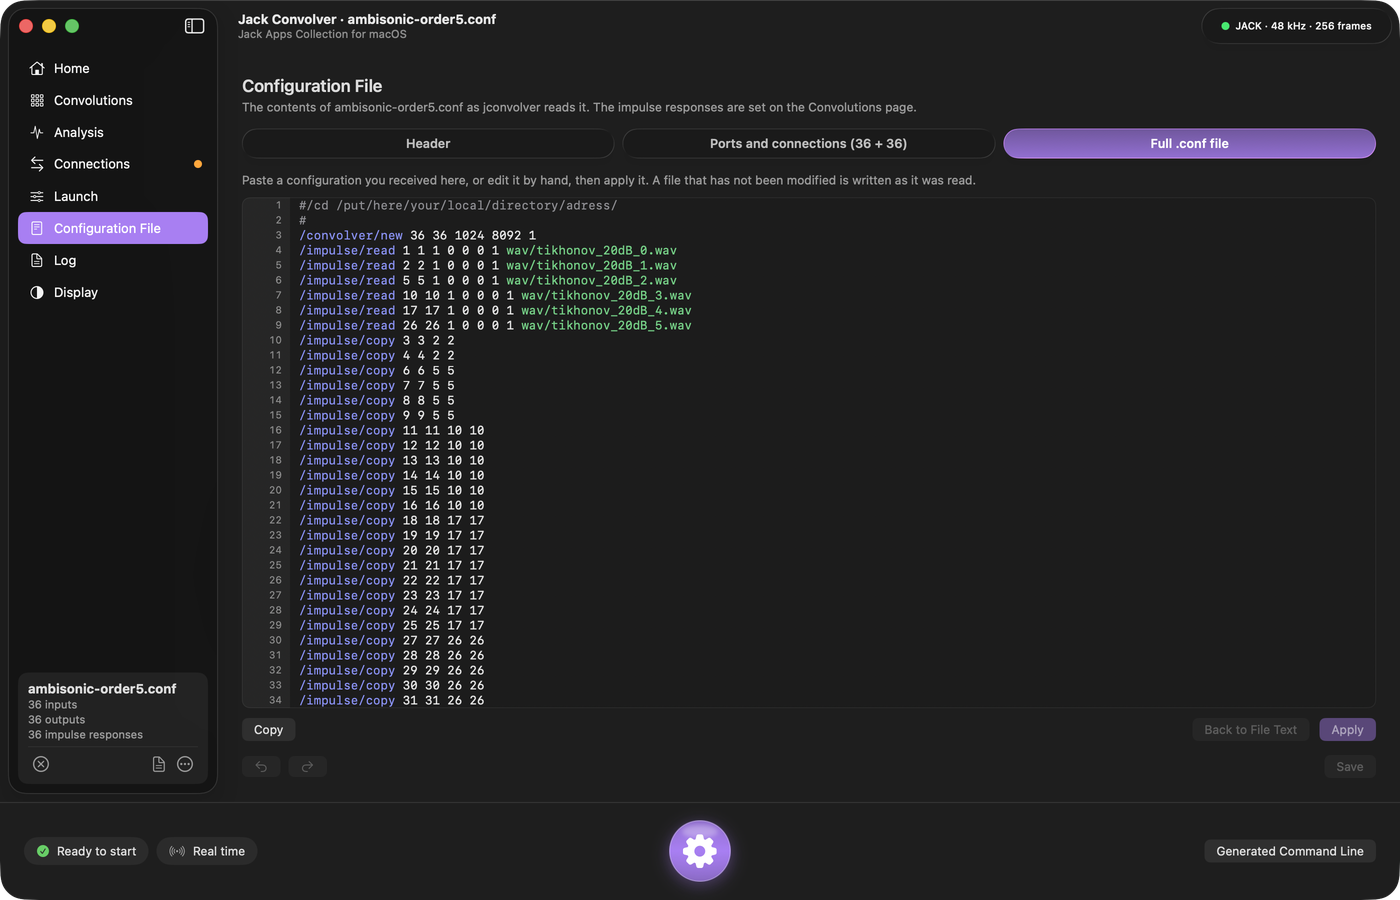 Jack Convolver · ambisonic-order5.conf
Jack Apps Collection for macOS
JACK · 48 kHz · 256 frames
Home
Convolutions
Analysis
Connections
Launch
Configuration File
Log
Display
ambisonic-order5.conf
36 inputs
36 outputs
36 impulse responses
Configuration File
The contents of ambisonic-order5.conf as jconvolver reads it. The impulse responses are set on the Convolutions page.
Header
Ports and connections (36 + 36)
Full .conf file
Paste a configuration you received here, or edit it by hand, then apply it. A file that has not been modified is written as it was read.
1 #/cd /put/here/your/local/directory/adress/
2 #
3 /convolver/new 36 36 1024 8092 1
4 /impulse/read 1 1 1 0 0 0 1 wav/tikhonov_20dB_0.wav
5 /impulse/read 2 2 1 0 0 0 1 wav/tikhonov_20dB_1.wav
6 /impulse/read 5 5 1 0 0 0 1 wav/tikhonov_20dB_2.wav
7 /impulse/read 10 10 1 0 0 0 1 wav/tikhonov_20dB_3.wav
8 /impulse/read 17 17 1 0 0 0 1 wav/tikhonov_20dB_4.wav
9 /impulse/read 26 26 1 0 0 0 1 wav/tikhonov_20dB_5.wav
10 /impulse/copy 3 3 2 2
11 /impulse/copy 4 4 2 2
12 /impulse/copy 6 6 5 5
13 /impulse/copy 7 7 5 5
14 /impulse/copy 8 8 5 5
15 /impulse/copy 9 9 5 5
16 /impulse/copy 11 11 10 10
17 /impulse/copy 12 12 10 10
18 /impulse/copy 13 13 10 10
19 /impulse/copy 14 14 10 10
20 /impulse/copy 15 15 10 10
21 /impulse/copy 16 16 10 10
22 /impulse/copy 18 18 17 17
23 /impulse/copy 19 19 17 17
24 /impulse/copy 20 20 17 17
25 /impulse/copy 21 21 17 17
26 /impulse/copy 22 22 17 17
27 /impulse/copy 23 23 17 17
28 /impulse/copy 24 24 17 17
29 /impulse/copy 25 25 17 17
30 /impulse/copy 27 27 26 26
31 /impulse/copy 28 28 26 26
32 /impulse/copy 29 29 26 26
33 /impulse/copy 30 30 26 26
34 /impulse/copy 31 31 26 26
Copy
Back to File Text
Apply
Save
Ready to start
Real time
Generated Command Line